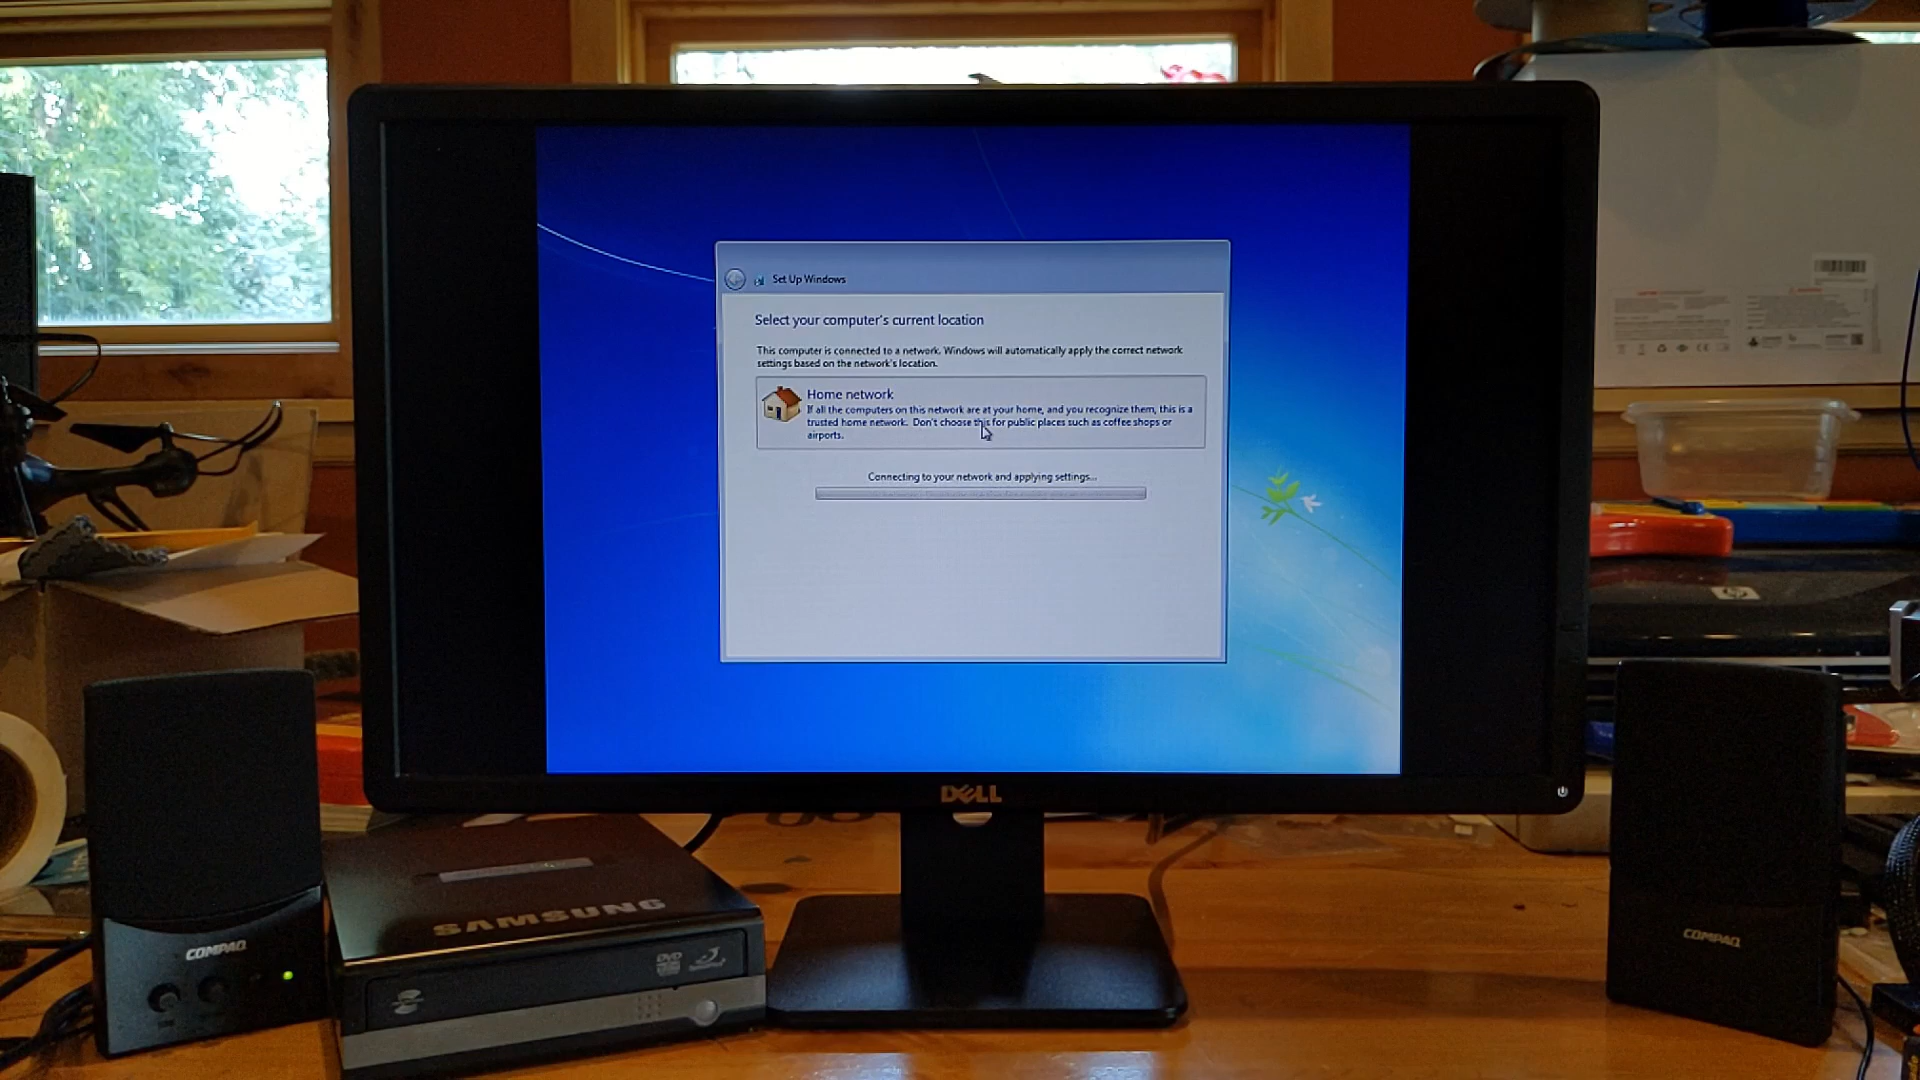 Set Up Windows
Select your computer's current location
This computer is connected to a network. Windows will automatically apply the correct network
settings based on the network's location.
Home network
If all the computers on this network are at your home, and you recognize them, this is a
trusted home network. Don't choose this for public places such as coffee shops or
airports.
Connecting to your network and applying settings...
DELL
hp
SAMSUNG
DVD
COMPAQ
COMPAQ